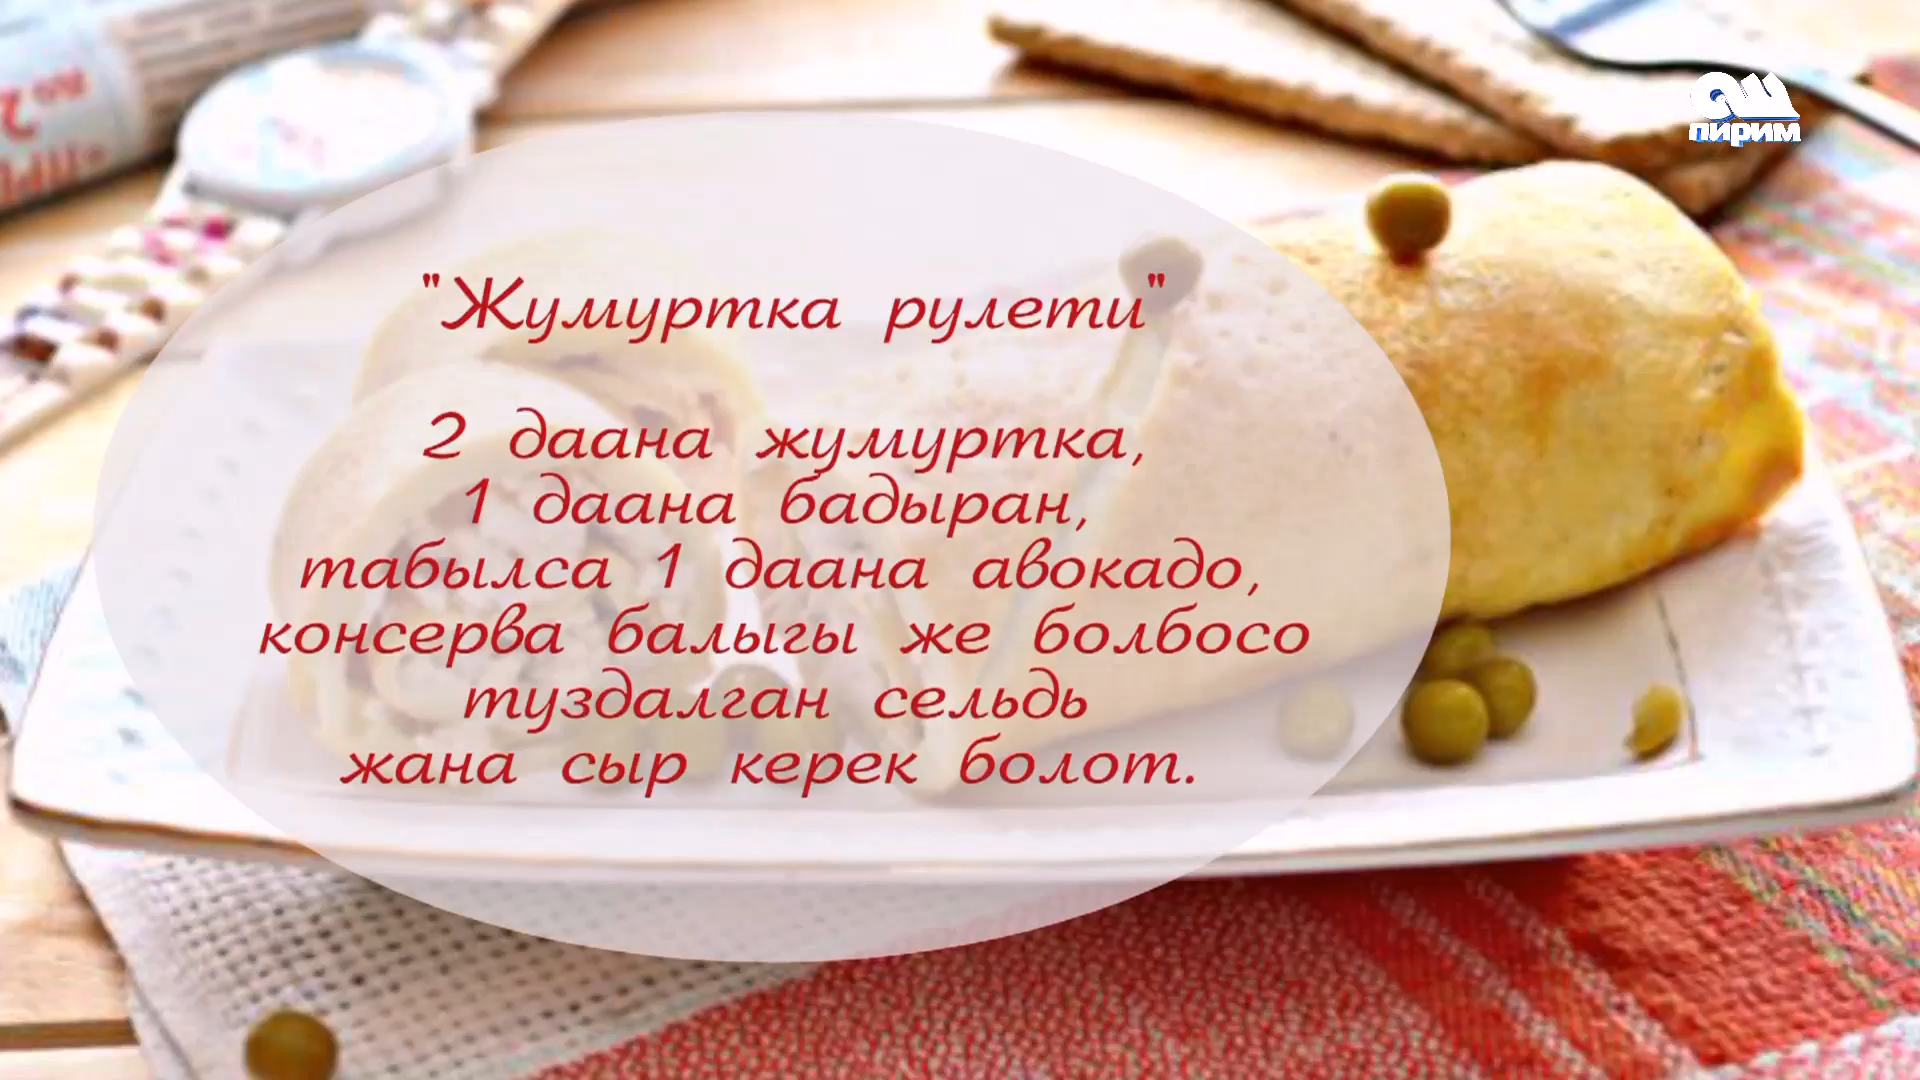 АШ
ПИРИМ
"Жумуртка рулети"
2 даана жумуртка,
1 даана бадыран,
табылса 1 даана авокадо,
консерва балыгы же болбосо
туздалган сельдь
жана сыр керек болот.